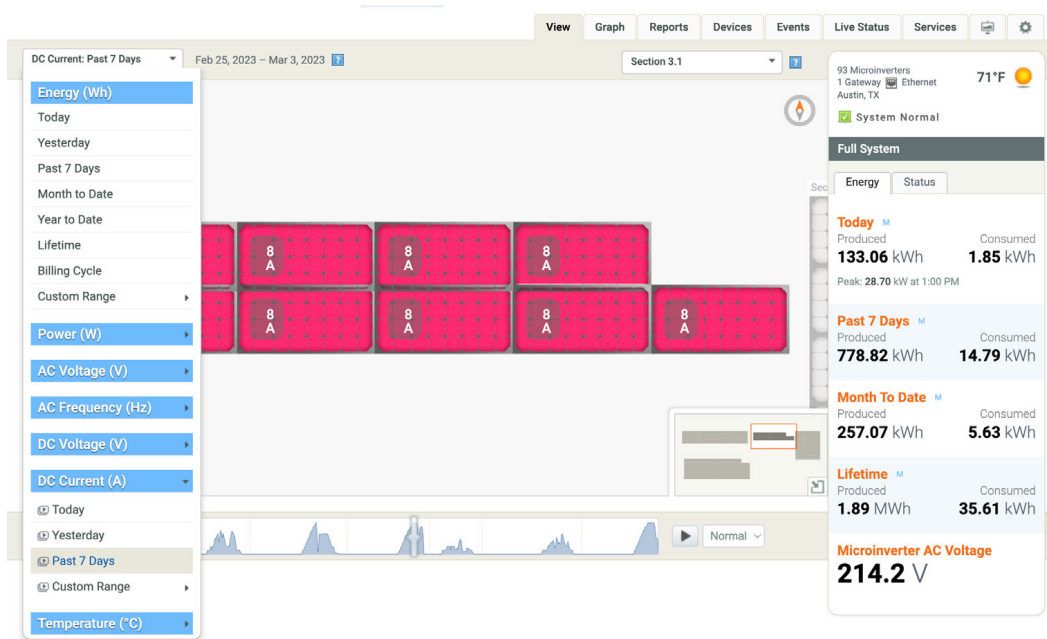 View Graph Reports Devices Events Live Status Services
DC Current: Past 7 Days Feb 25, 2023 – Mar 3, 2023 ? Section 3.1 ?
Energy (Wh)
Today
Yesterday
Past 7 Days
Month to Date
Year to Date
Lifetime
Billing Cycle
Custom Range
Power (W)
AC Voltage (V)
AC Frequency (Hz)
DC Voltage (V)
DC Current (A)
Today
Yesterday
Past 7 Days
Custom Range
Temperature (°C)
8
A
8
A
8
A
8
A
8
A
8
A
8
A
Sec
Normal
93 Microinverters
1 Gateway Ethernet
Austin, TX
71°F
System Normal
Full System
Energy Status
Today M
Produced Consumed
133.06 kWh 1.85 kWh
Peak: 28.70 kW at 1:00 PM
Past 7 Days M
Produced Consumed
778.82 kWh 14.79 kWh
Month To Date M
Produced Consumed
257.07 kWh 5.63 kWh
Lifetime M
Produced Consumed
1.89 MWh 35.61 kWh
Microinverter AC Voltage
214.2 V